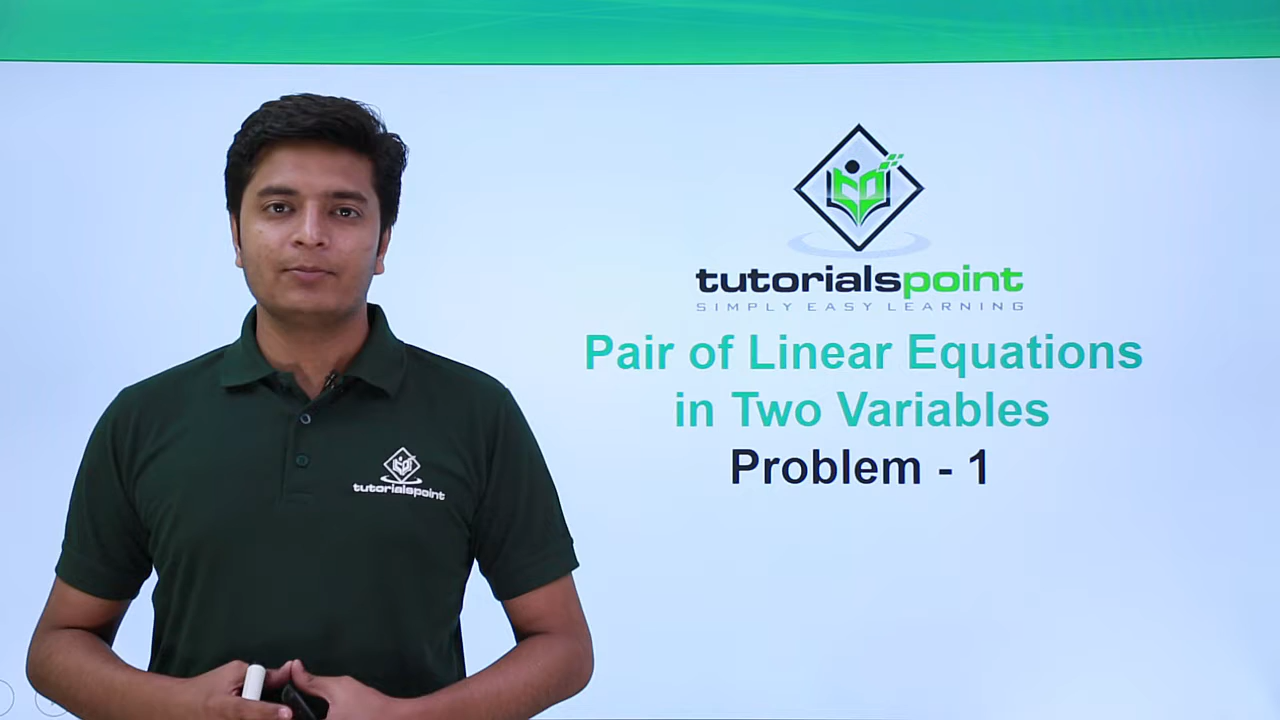 tutorialspoint
SIMPLY EASY LEARNING
Pair of Linear Equations
in Two Variables
Problem - 1
tutorialspoint